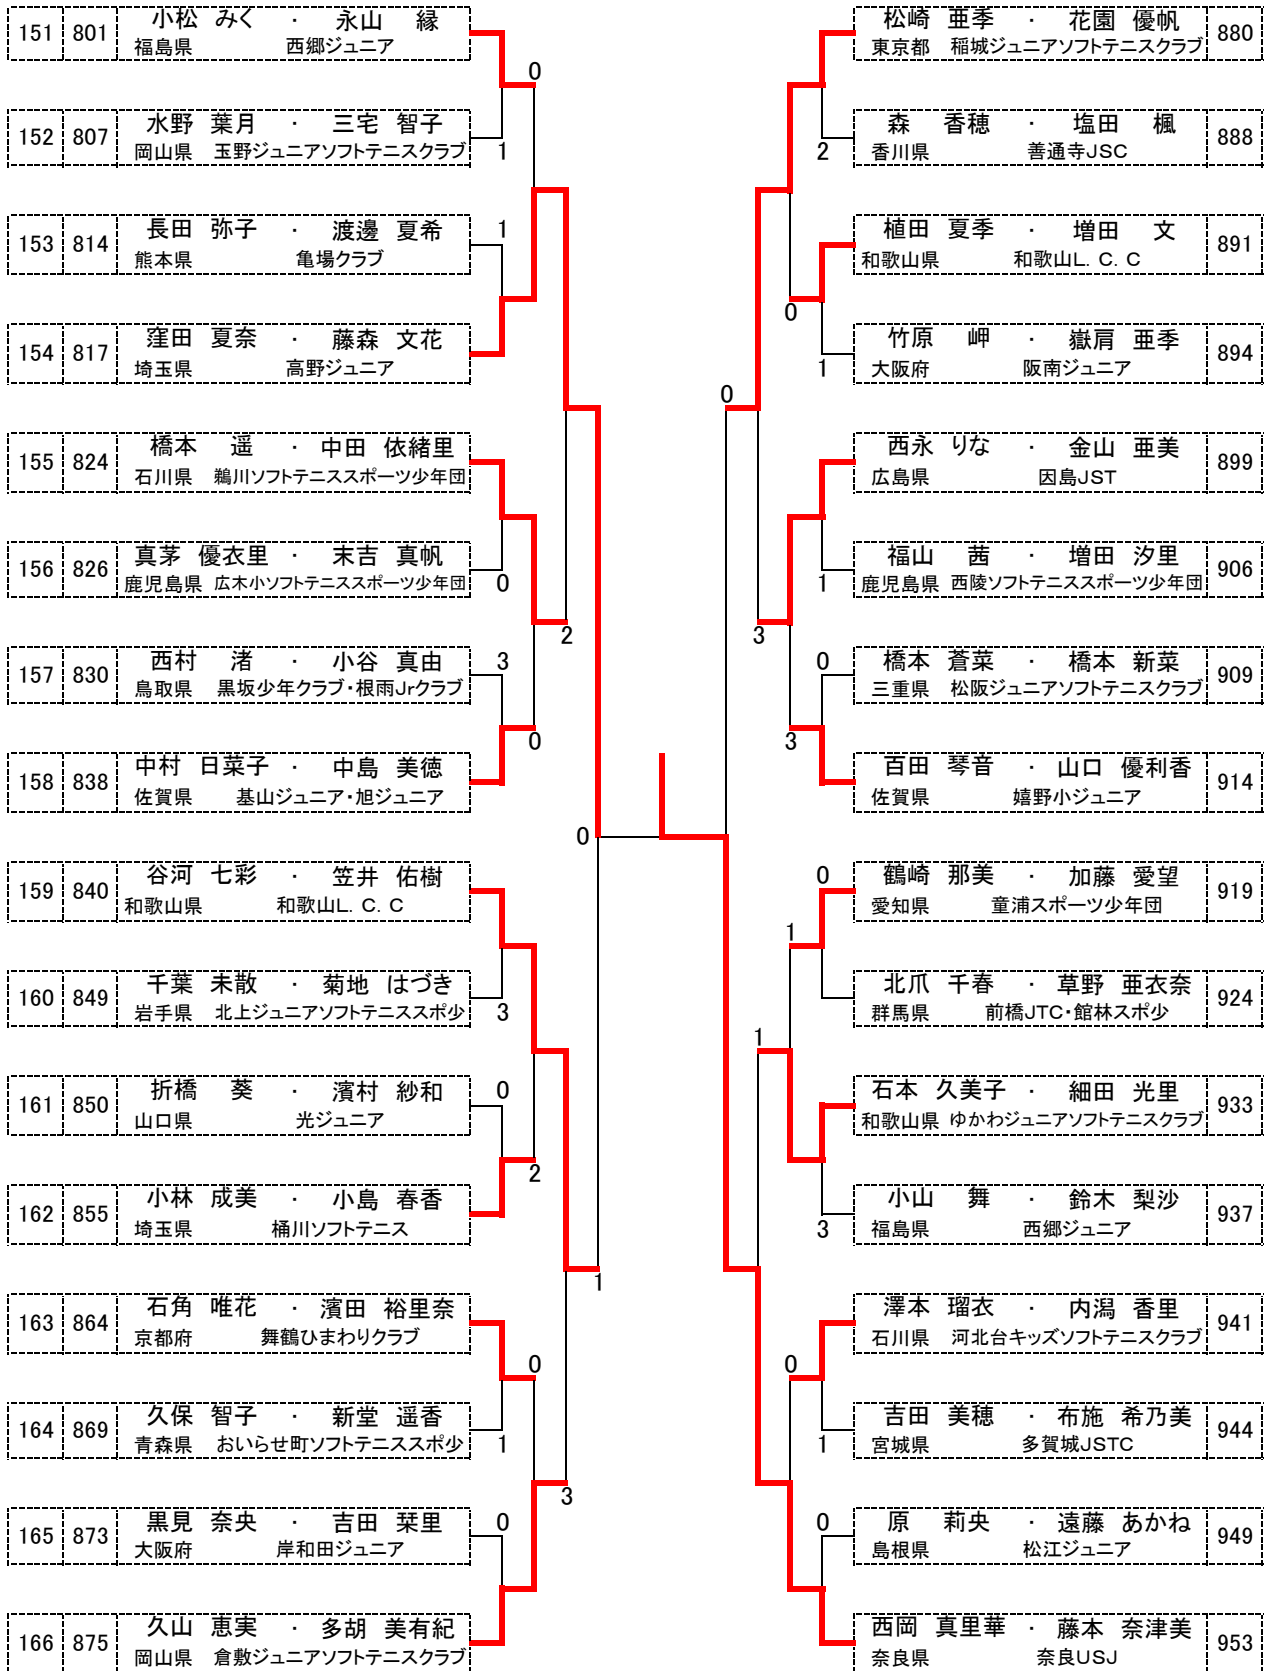 151 801 小松 みく ・ 永山 縁
福島県 西郷ジュニア
0
152 807 水野 葉月 ・ 三宅 智子
岡山県 玉野ジュニアソフトテニスクラブ
1
153 814 長田 弥子 ・ 渡邊 夏希
熊本県 亀場クラブ
1
154 817 窪田 夏奈 ・ 藤森 文花
埼玉県 高野ジュニア
155 824 橋本 遥 ・ 中田 依緒里
石川県 鵜川ソフトテニススポーツ少年団
156 826 真茅 優衣里 ・ 末吉 真帆
鹿児島県 広木小ソフトテニススポーツ少年団
0
2
157 830 西村 渚 ・ 小谷 真由
鳥取県 黒坂少年クラブ・根雨Jrクラブ
3
0
158 838 中村 日菜子 ・ 中島 美徳
佐賀県 基山ジュニア・旭ジュニア
0
159 840 谷河 七彩 ・ 笠井 佑樹
和歌山県 和歌山L.C.C
160 849 千葉 未散 ・ 菊地 はづき
岩手県 北上ジュニアソフトテニススポ少
3
161 850 折橋 葵 ・ 濱村 紗和
山口県 光ジュニア
0
2
162 855 小林 成美 ・ 小島 春香
埼玉県 桶川ソフトテニス
1
163 864 石角 唯花 ・ 濱田 裕里奈
京都府 舞鶴ひまわりクラブ
0
164 869 久保 智子 ・ 新堂 遥香
青森県 おいらせ町ソフトテニススポ少
1
3
165 873 黒見 奈央 ・ 吉田 栞里
大阪府 岸和田ジュニア
0
166 875 久山 恵実 ・ 多胡 美有紀
岡山県 倉敷ジュニアソフトテニスクラブ
松崎 亜季 ・ 花園 優帆 880
東京都 稲城ジュニアソフトテニスクラブ
森 香穂 ・ 塩田 楓 888
香川県 善通寺JSC
2
植田 夏季 ・ 増田 文 891
和歌山県 和歌山L.C.C
0
竹原 岬 ・ 嶽肩 亜季 894
大阪府 阪南ジュニア
1
0
西永 りな ・ 金山 亜美 899
広島県 因島JST
福山 茜 ・ 増田 汐里 906
鹿児島県 西陵ソフトテニススポーツ少年団
1
3
橋本 蒼菜 ・ 橋本 新菜 909
三重県 松阪ジュニアソフトテニスクラブ
0
3
百田 琴音 ・ 山口 優利香 914
佐賀県 嬉野小ジュニア
鶴崎 那美 ・ 加藤 愛望 919
愛知県 童浦スポーツ少年団
0
1
北爪 千春 ・ 草野 亜衣奈 924
群馬県 前橋JTC・館林スポ少
1
石本 久美子 ・ 細田 光里 933
和歌山県 ゆかわジュニアソフトテニスクラブ
小山 舞 ・ 鈴木 梨沙 937
福島県 西郷ジュニア
3
澤本 瑠衣 ・ 内潟 香里 941
石川県 河北台キッズソフトテニスクラブ
0
吉田 美穂 ・ 布施 希乃美 944
宮城県 多賀城JSTC
1
原 莉央 ・ 遠藤 あかね 949
島根県 松江ジュニア
0
西岡 真里華 ・ 藤本 奈津美 953
奈良県 奈良USJ